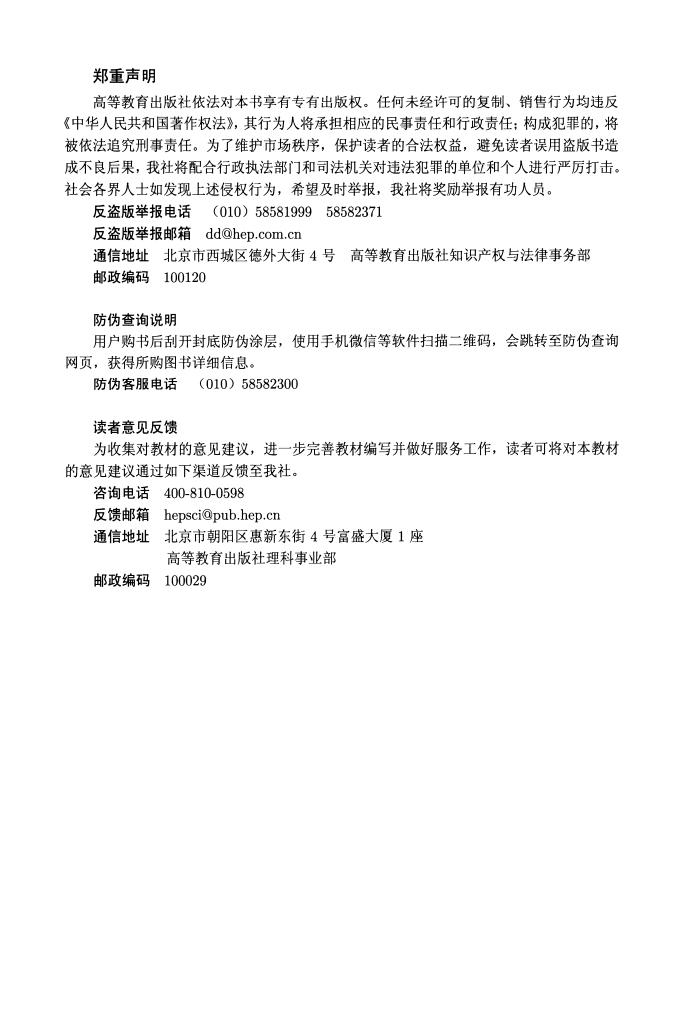 郑重声明
高等教育出版社依法对本书享有专有出版权。任何未经许可的复制、销售行为均违反
《中华人民共和国著作权法》，其行为人将承担相应的民事责任和行政责任；构成犯罪的，将
被依法追究刑事责任。为了维护市场秩序，保护读者的合法权益，避免读者误用盗版书造
成不良后果，我社将配合行政执法部门和司法机关对违法犯罪的单位和个人进行严厉打击。
社会各界人士如发现上述侵权行为，希望及时举报，我社将奖励举报有功人员。
反盗版举报电话 （010）58581999 58582371
反盗版举报邮箱 dd@hep.com.cn
通信地址 北京市西城区德外大街 4 号 高等教育出版社知识产权与法律事务部
邮政编码 100120
防伪查询说明
用户购书后刮开封底防伪涂层，使用手机微信等软件扫描二维码，会跳转至防伪查询
网页，获得所购图书详细信息。
防伪客服电话 （010）58582300
读者意见反馈
为收集对教材的意见建议，进一步完善教材编写并做好服务工作，读者可将对本教材
的意见建议通过如下渠道反馈至我社。
咨询电话 400-810-0598
反馈邮箱 hepsci@pub.hep.cn
通信地址 北京市朝阳区惠新东街 4 号富盛大厦 1 座
高等教育出版社理科事业部
邮政编码 100029